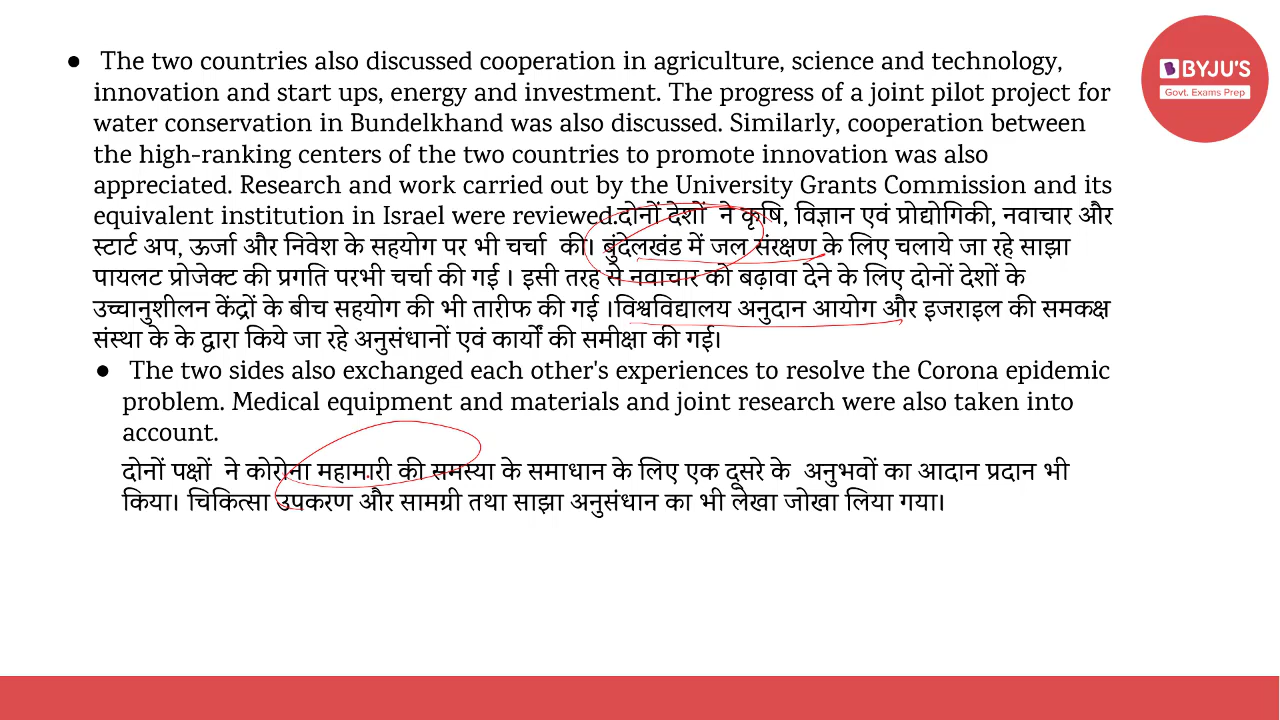 ● The two countries also discussed cooperation in agriculture, science and technology,
innovation and start ups, energy and investment. The progress of a joint pilot project for
water conservation in Bundelkhand was also discussed. Similarly, cooperation between
the high-ranking centers of the two countries to promote innovation was also
appreciated. Research and work carried out by the University Grants Commission and its
equivalent institution in Israel were reviewed.दोनों देशों ने कृषि, विज्ञान एवं प्रोद्योगिकी, नवाचार और
स्टार्ट अप, ऊर्जा और निवेश के सहयोग पर भी चर्चा की। बुंदेलखंड में जल संरक्षण के लिए चलाये जा रहे साझा
पायलट प्रोजेक्ट की प्रगति परभी चर्चा की गई । इसी तरह से नवाचार को बढ़ावा देने के लिए दोनों देशों के
उच्चानुशीलन केंद्रों के बीच सहयोग की भी तारीफ की गई ।विश्वविद्यालय अनुदान आयोग और इजराइल की समकक्ष
संस्था के के द्वारा किये जा रहे अनुसंधानों एवं कार्यों की समीक्षा की गई।
● The two sides also exchanged each other's experiences to resolve the Corona epidemic
problem. Medical equipment and materials and joint research were also taken into
account.
दोनों पक्षों ने कोरोना महामारी की समस्या के समाधान के लिए एक दूसरे के अनुभवों का आदान प्रदान भी
किया। चिकित्सा उपकरण और सामग्री तथा साझा अनुसंधान का भी लेखा जोखा लिया गया।
BYJU'S
Govt. Exams Prep